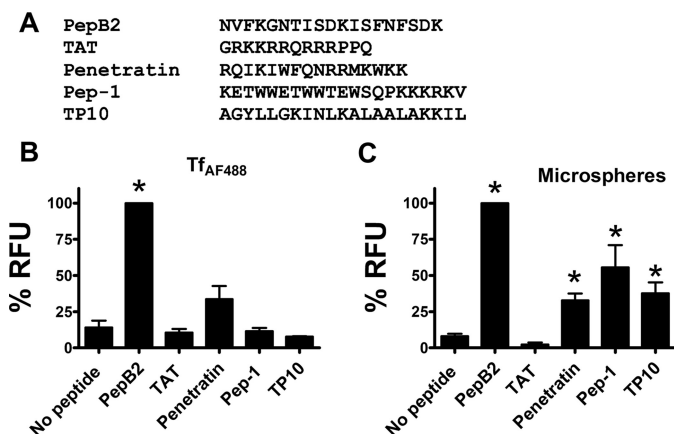 A
PepB2 NVFKGNTISDKISFNFSDK
TAT GRKKRRQRRRPPQ
Penetratin RQIKIWFQNRRMKWKK
Pep-1 KETWWETWWTEWSQPKKKRKV
TP10 AGYLLGKINLKALAALAKKIL
B
TfAF488
*
100
75
50
25
0
% RFU
No peptide
PepB2
TAT
Penetratin
Pep-1
TP10
C
Microspheres
*
*
*
*
100
75
50
25
0
% RFU
No peptide
PepB2
TAT
Penetratin
Pep-1
TP10